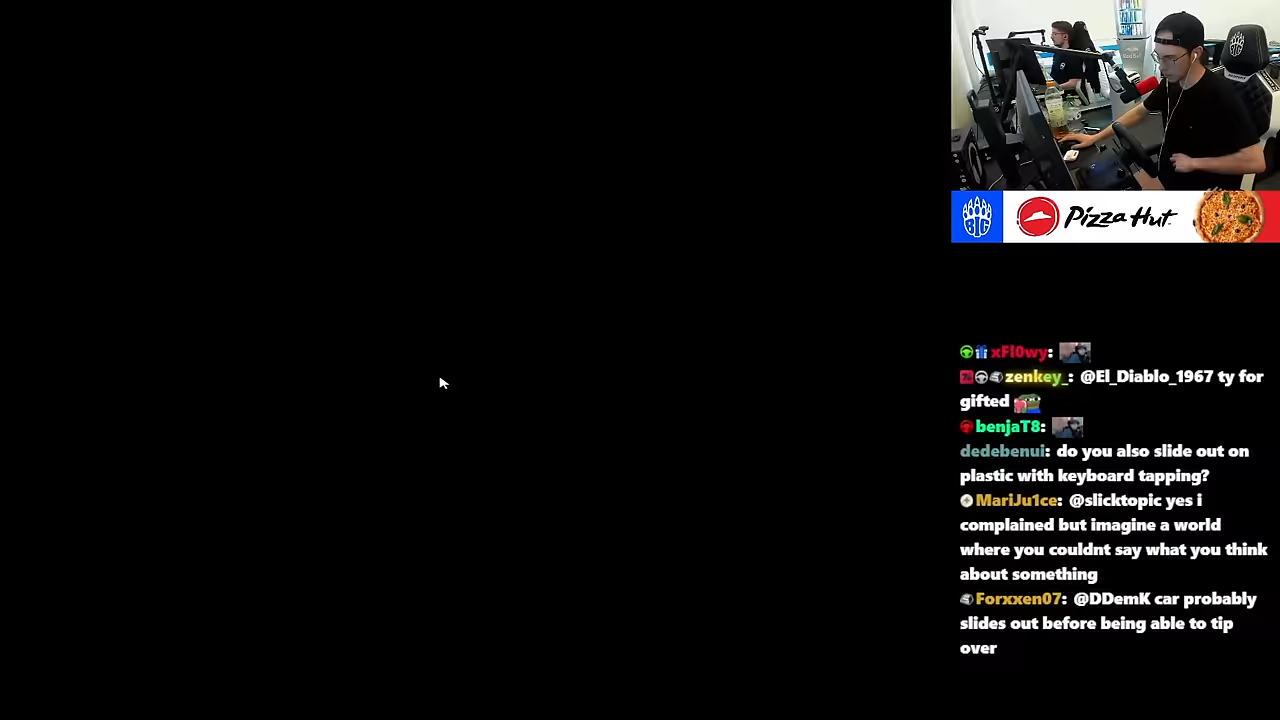 BIG
Pizza Hut
xFl0wy:
zenkey_: @El_Diablo_1967 ty for
gifted
benjaT8:
dedebenui: do you also slide out on
plastic with keyboard tapping?
MariJu1ce: @slicktopic yes i
complained but imagine a world
where you couldnt say what you think
about something
Forxxen07: @DDemK car probably
slides out before being able to tip
over